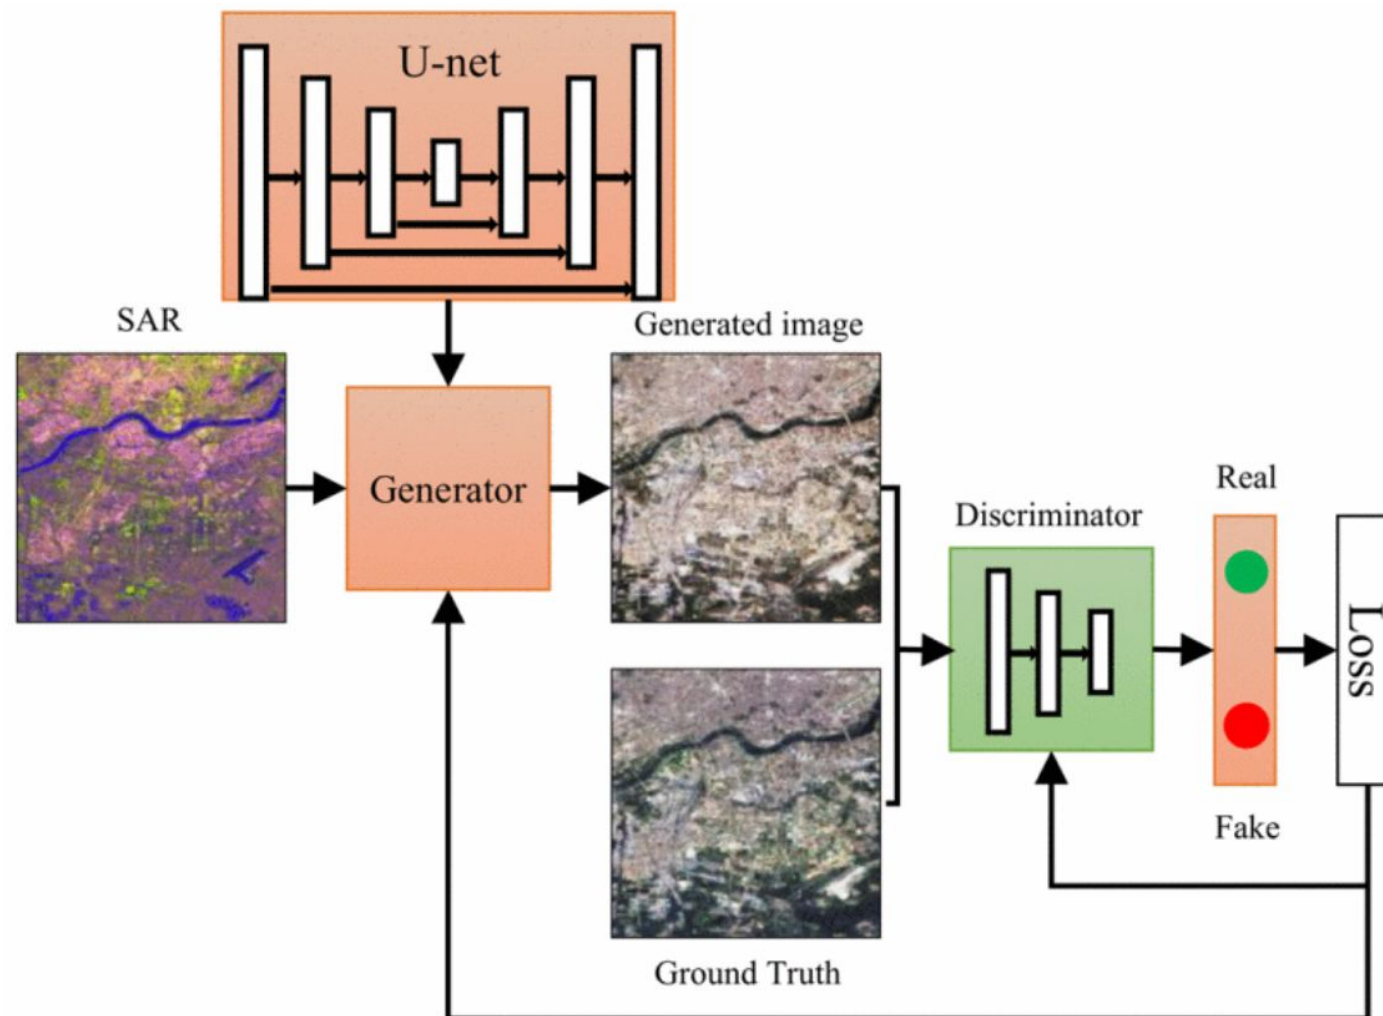 U-net
SAR
Generated image
Generator
Real
Discriminator
Loss
Fake
Ground Truth